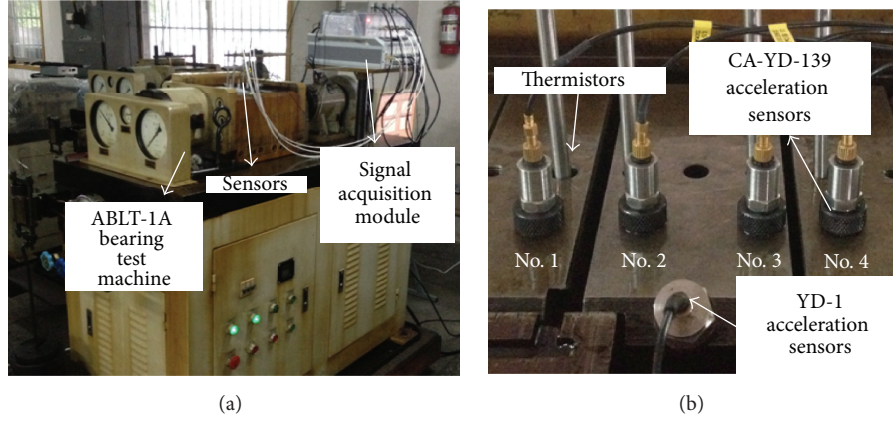 ABLT-1A
bearing
test
machine
Sensors
Signal
acquisition
module
(a)
Thermistors
CA-YD-139
acceleration
sensors
No. 1
No. 2
No. 3
No. 4
YD-1
acceleration
sensors
(b)